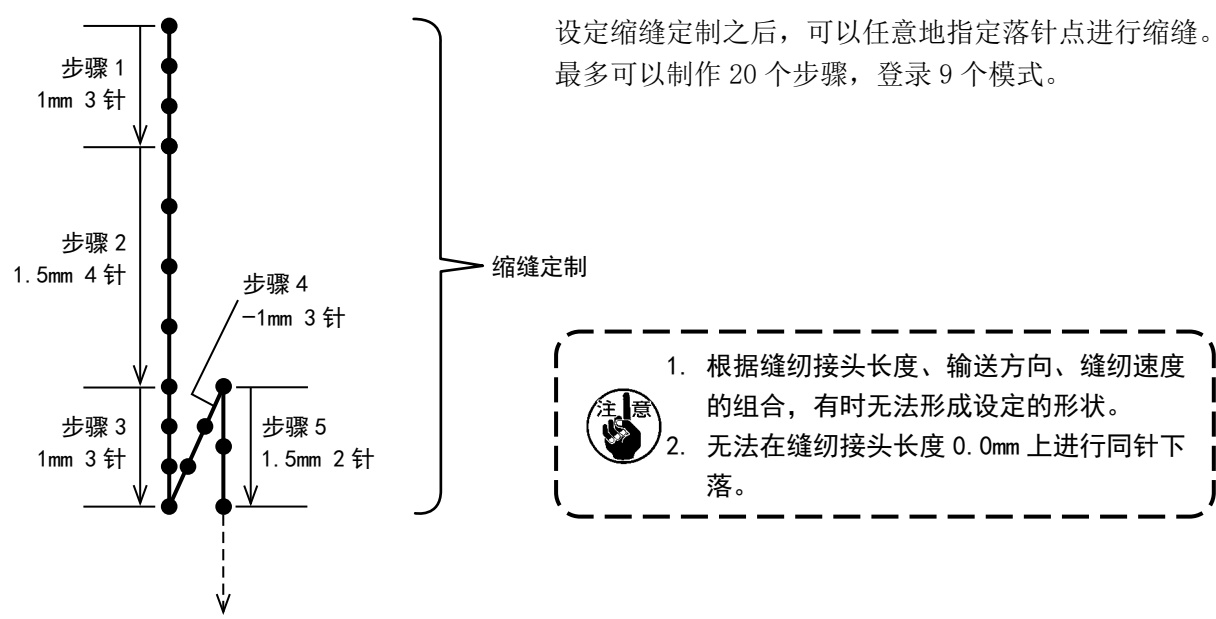 设定缩缝定制之后，可以任意地指定落针点进行缩缝。
最多可以制作 20 个步骤，登录 9 个模式。
步骤 1
1mm 3 针
步骤 2
1.5mm 4 针
步骤 4
-1mm 3 针
步骤 3
1mm 3 针
步骤 5
1.5mm 2 针
缩缝定制
注意
1. 根据缝纫接头长度、输送方向、缝纫速度
的组合，有时无法形成设定的形状。
2. 无法在缝纫接头长度 0.0mm 上进行同针下
落。